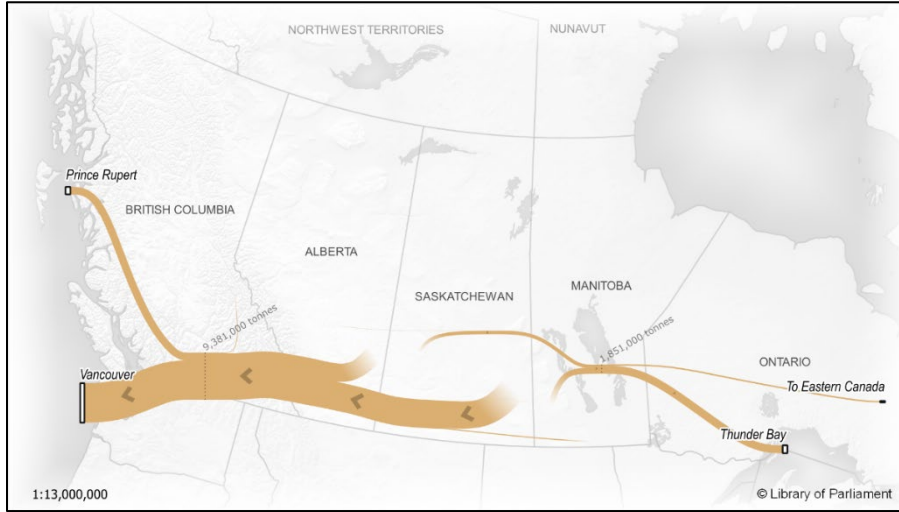 NORTHWEST TERRITORIES
NUNAVUT
Prince Rupert
BRITISH COLUMBIA
ALBERTA
SASKATCHEWAN
MANITOBA
9,381,000 tonnes
1,851,000 tonnes
ONTARIO
Vancouver
To Eastern Canada
Thunder Bay
1:13,000,000
© Library of Parliament